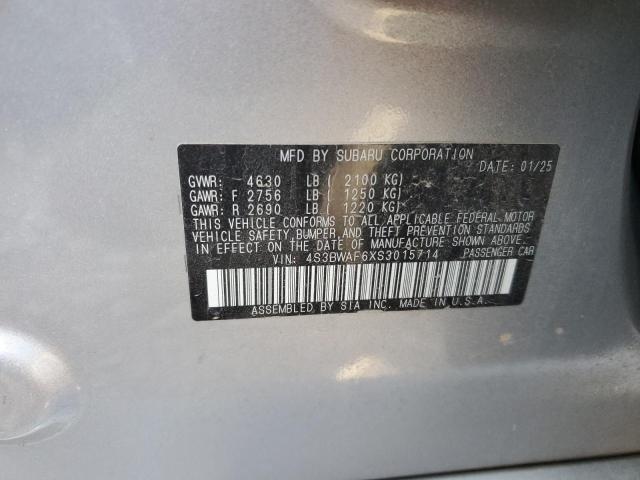 MFD BY SUBARU CORPORATION
DATE: 01/25
GVWR: 4630 LB ( 2100 KG)
GAWR: F 2756 LB ( 1250 KG)
GAWR: R 2690 LB ( 1220 KG)
THIS VEHICLE CONFORMS TO ALL APPLICABLE FEDERAL MOTOR
VEHICLE SAFETY, BUMPER, AND THEFT PREVENTION STANDARDS
IN EFFECT ON THE DATE OF MANUFACTURE SHOWN ABOVE.
VIN: 4S3BWAF6XS3015714 PASSENGER CAR
ASSEMBLED BY SIA INC. MADE IN U.S.A.